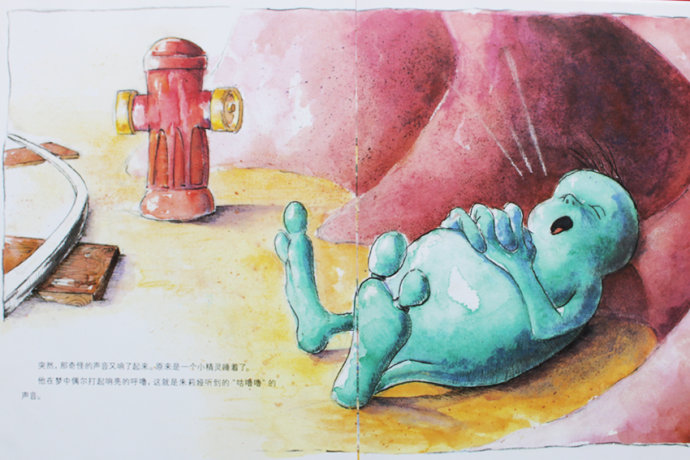 突然，那奇怪的声音又响了起来。原来是一个小精灵睡着了。
他在梦中偶尔打起响亮的呼噜，这就是朱莉娅听到的“咕噜噜”的
声音。